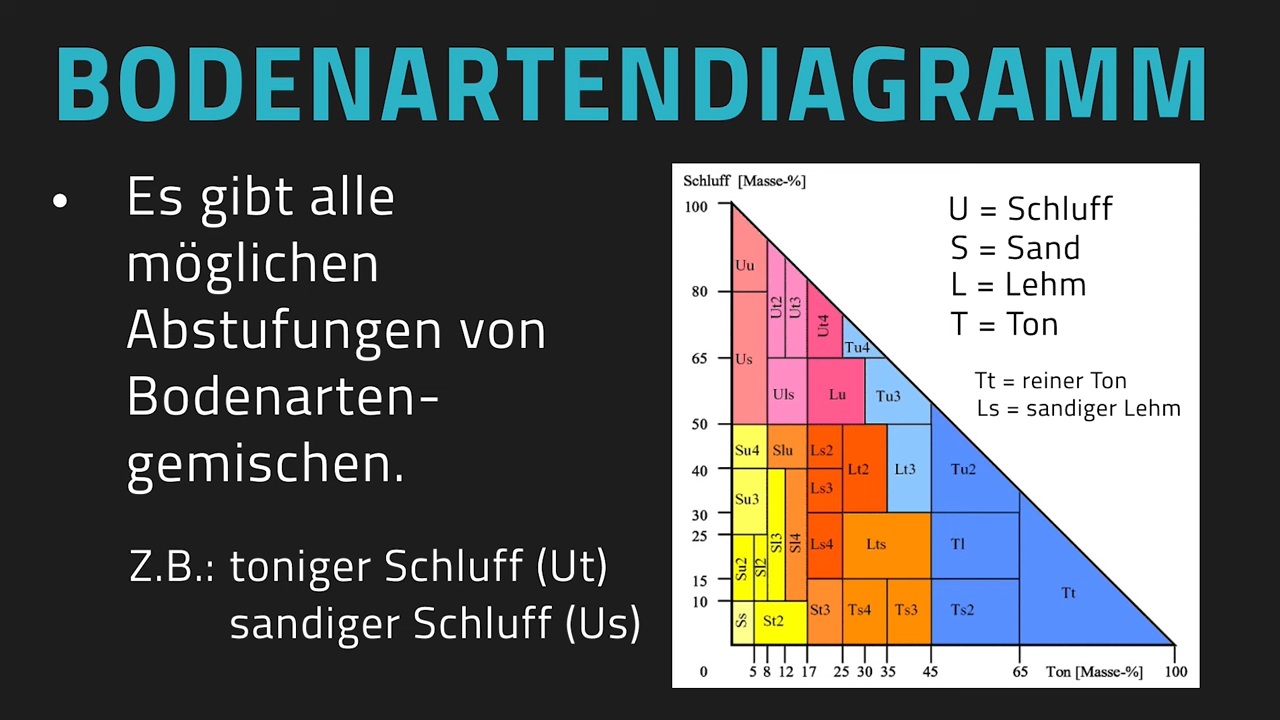 BODENARTENDIAGRAMM
• Es gibt alle
möglichen
Abstufungen von
Bodenarten-
gemischen.
Z.B.: toniger Schluff (Ut)
sandiger Schluff (Us)
Schluff [Masse-%]
U = Schluff
S = Sand
L = Lehm
T = Ton
Tt = reiner Ton
Ls = sandiger Lehm
100
80
65
50
40
30
25
15
10
0
Uu
Ut2
Ut3
Ut4
Tu4
Us
Uls
Lu
Tu3
Su4
Slu
Ls2
Lt2
Lt3
Tu2
Su3
Ls3
Su2
Sl2
Sl3
Sl4
Ls4
Lts
Tl
Ss
St2
St3
Ts4
Ts3
Ts2
Tt
5 8 12 17 25 30 35 45 65 Ton [Masse-%] 100